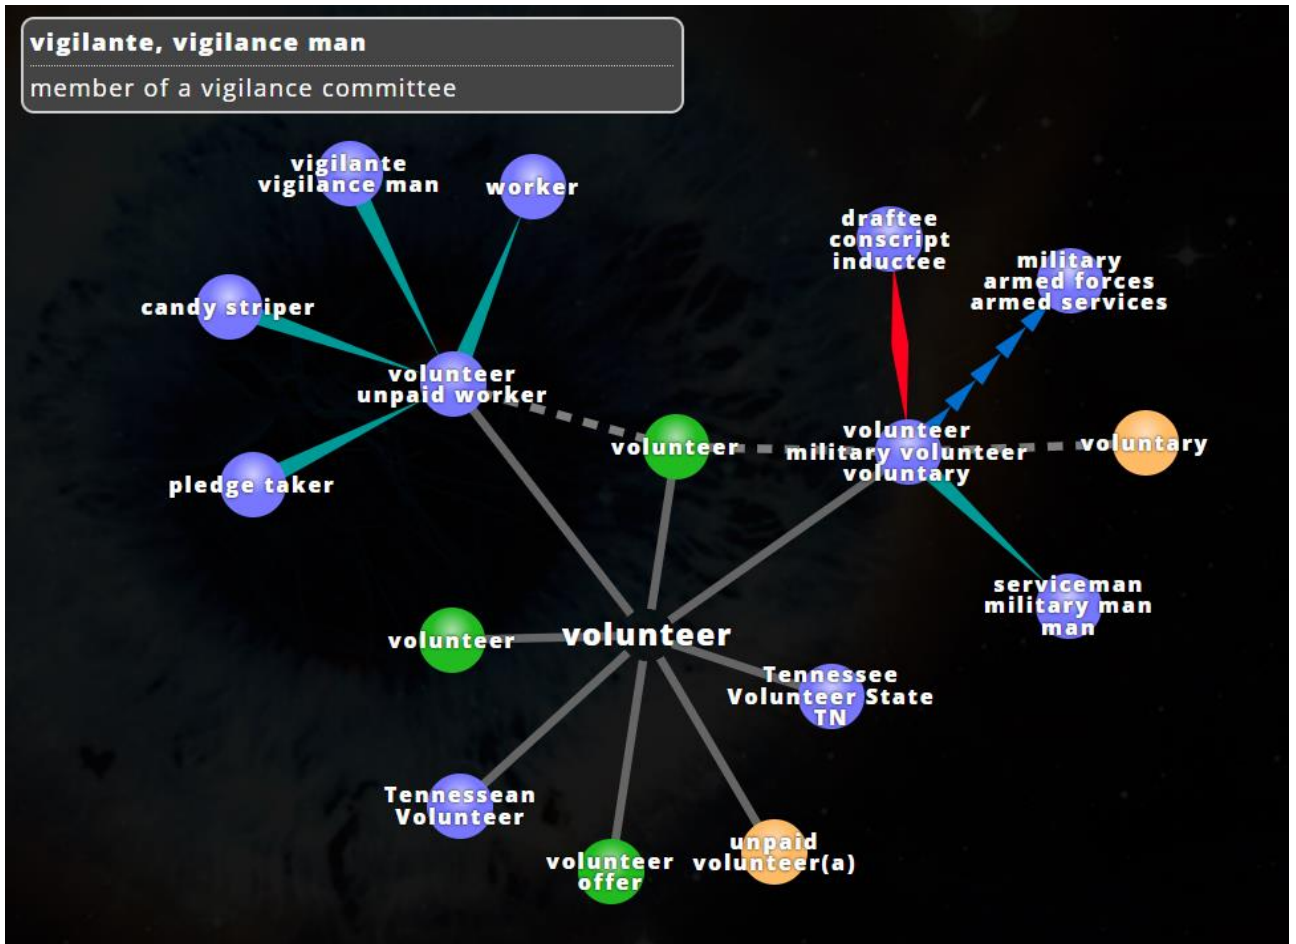 vigilante, vigilance man
member of a vigilance committee
vigilante
vigilance man
worker
draftee
conscript
inductee
military
armed forces
armed services
candy striper
volunteer
unpaid worker
volunteer
volunteer
military volunteer
voluntary
voluntary
pledge taker
serviceman
military man
man
volunteer
volunteer
Tennessee
Volunteer State
TN
Tennessean
Volunteer
volunteer
offer
unpaid
volunteer(a)